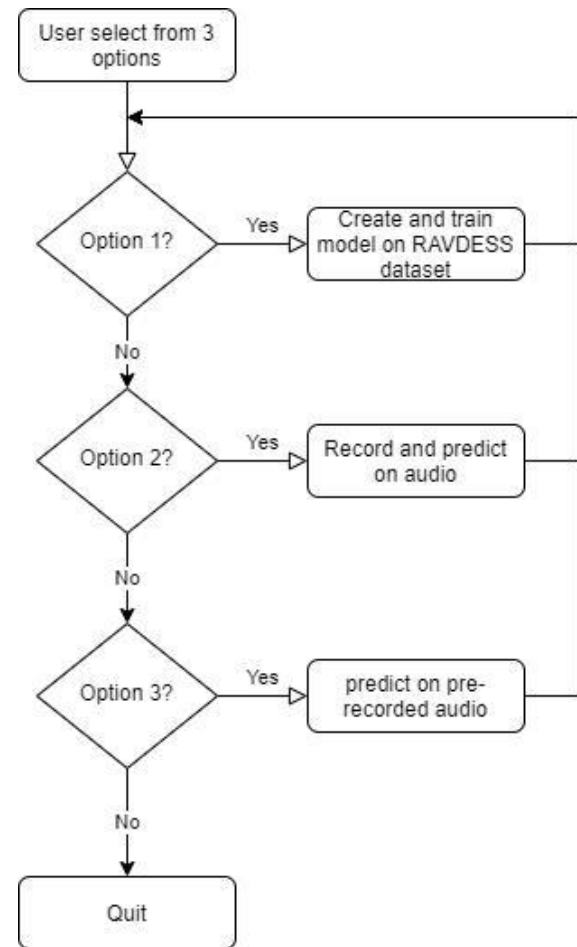 User select from 3
options
Option 1?
Yes
Create and train
model on RAVDESS
dataset
No
Option 2?
Yes
Record and predict
on audio
No
Option 3?
Yes
predict on pre-
recorded audio
No
Quit